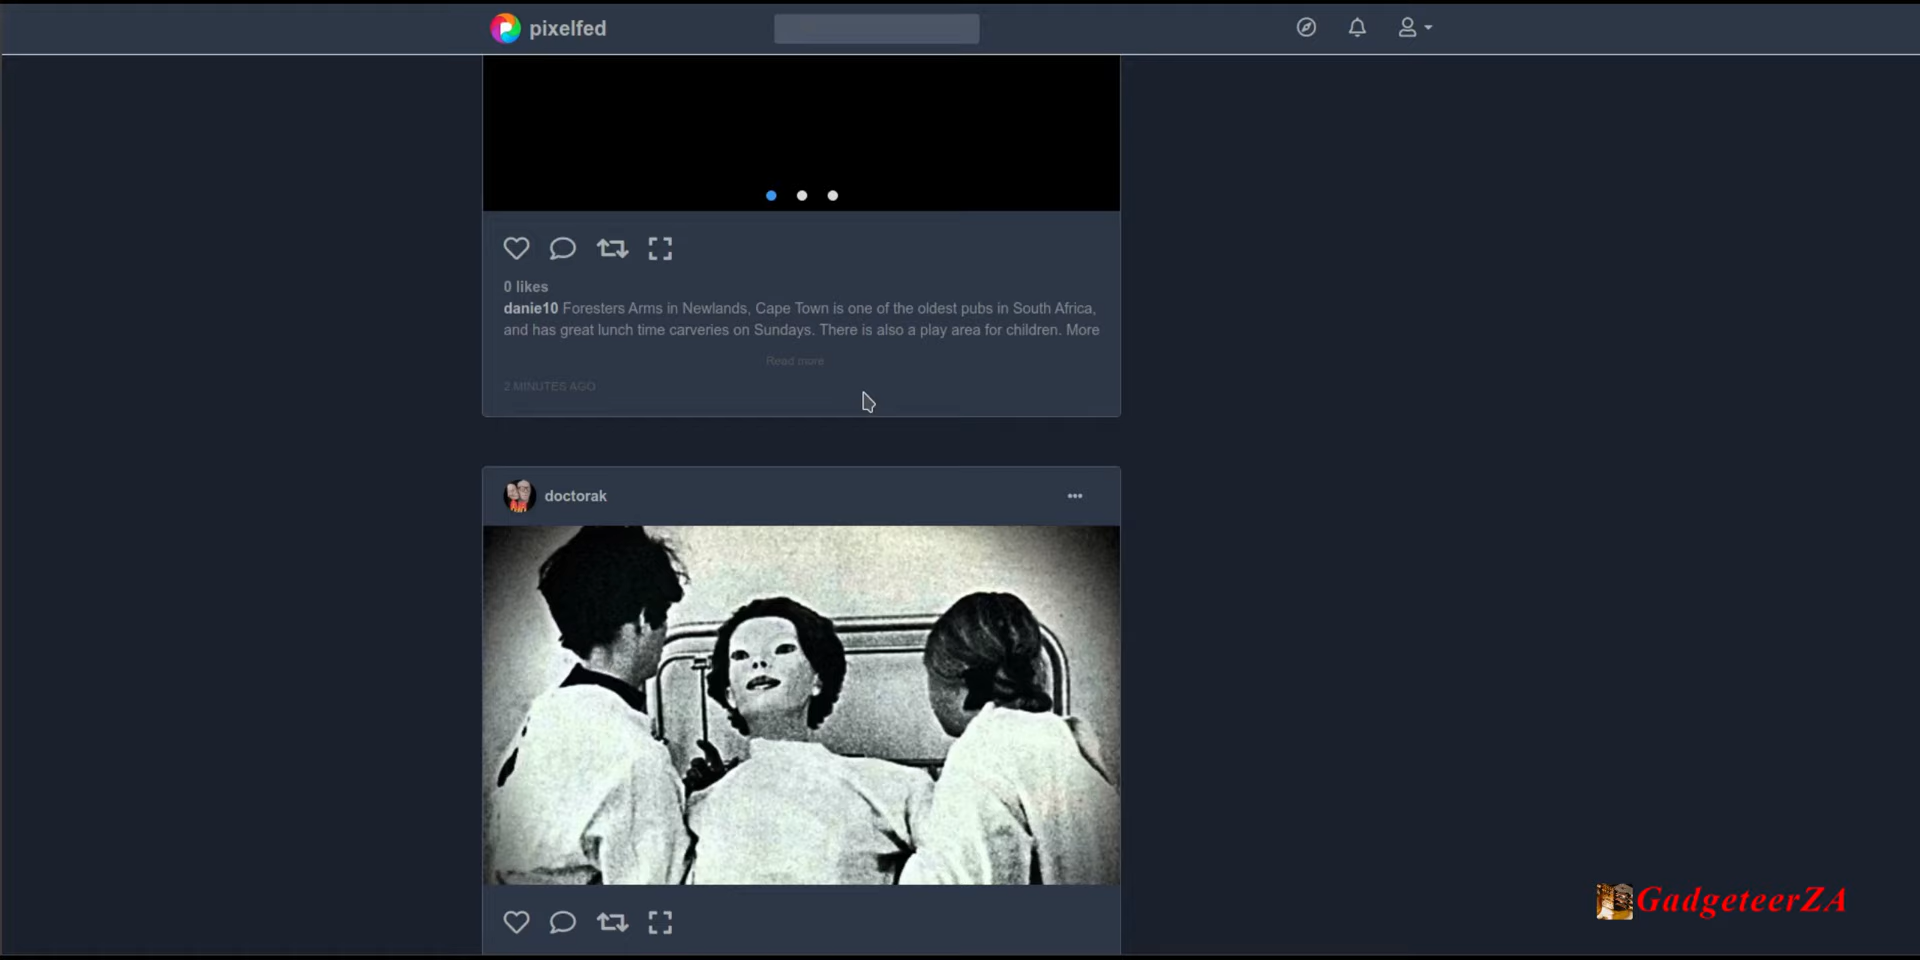 pixelfed
0 likes
danie10 Foresters Arms in Newlands, Cape Town is one of the oldest pubs in South Africa,
and has great lunch time carveries on Sundays. There is also a play area for children. More
Read more
2 MINUTES AGO
doctorak
GadgeteerZA